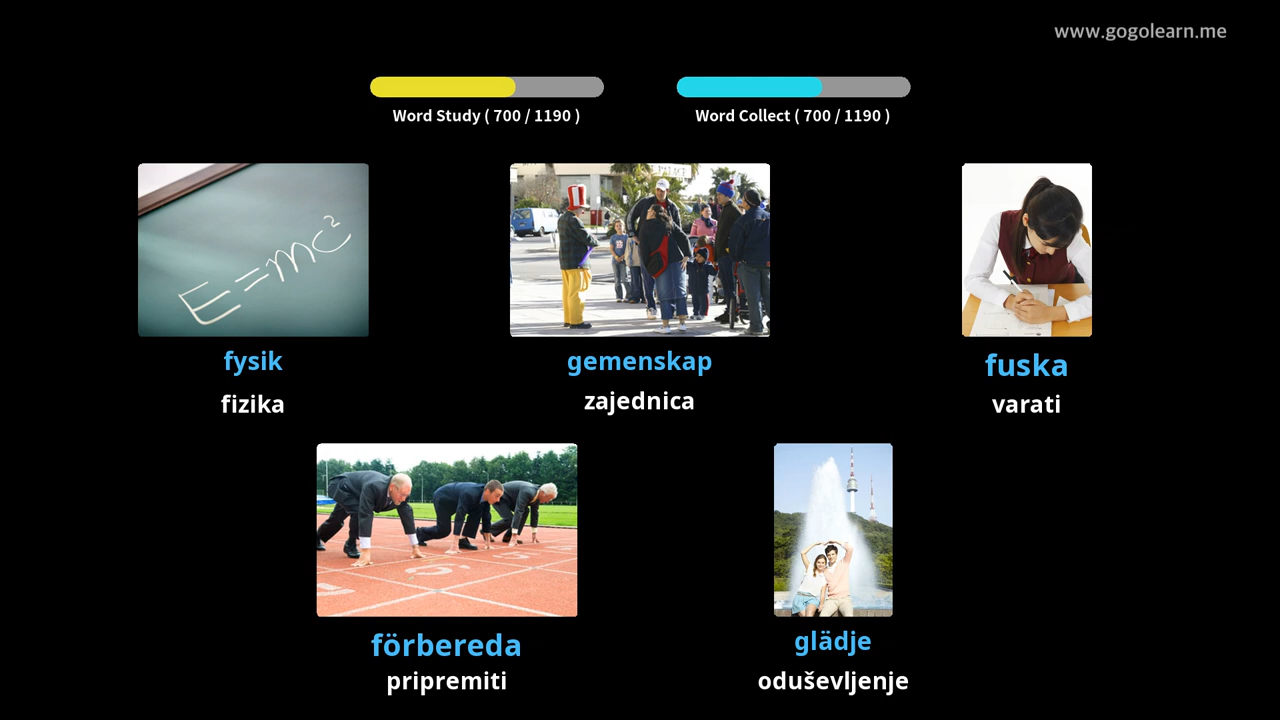 www.gogolearn.me
Word Study ( 700 / 1190 )
Word Collect ( 700 / 1190 )
E=mc²
fysik
fizika
gemenskap
zajednica
fuska
varati
förbereda
pripremiti
glädje
oduševljenje